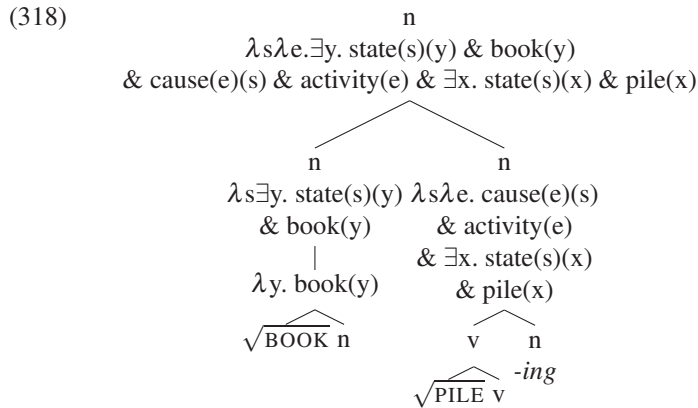 (318)
n
λsλe.∃y. state(s)(y) & book(y)
& cause(e)(s) & activity(e) & ∃x. state(s)(x) & pile(x)
n n
λs∃y. state(s)(y) λsλe. cause(e)(s)
& book(y) & activity(e)
& ∃x. state(s)(x)
λy. book(y) & pile(x)
√BOOK n v n
-ing
√PILE v